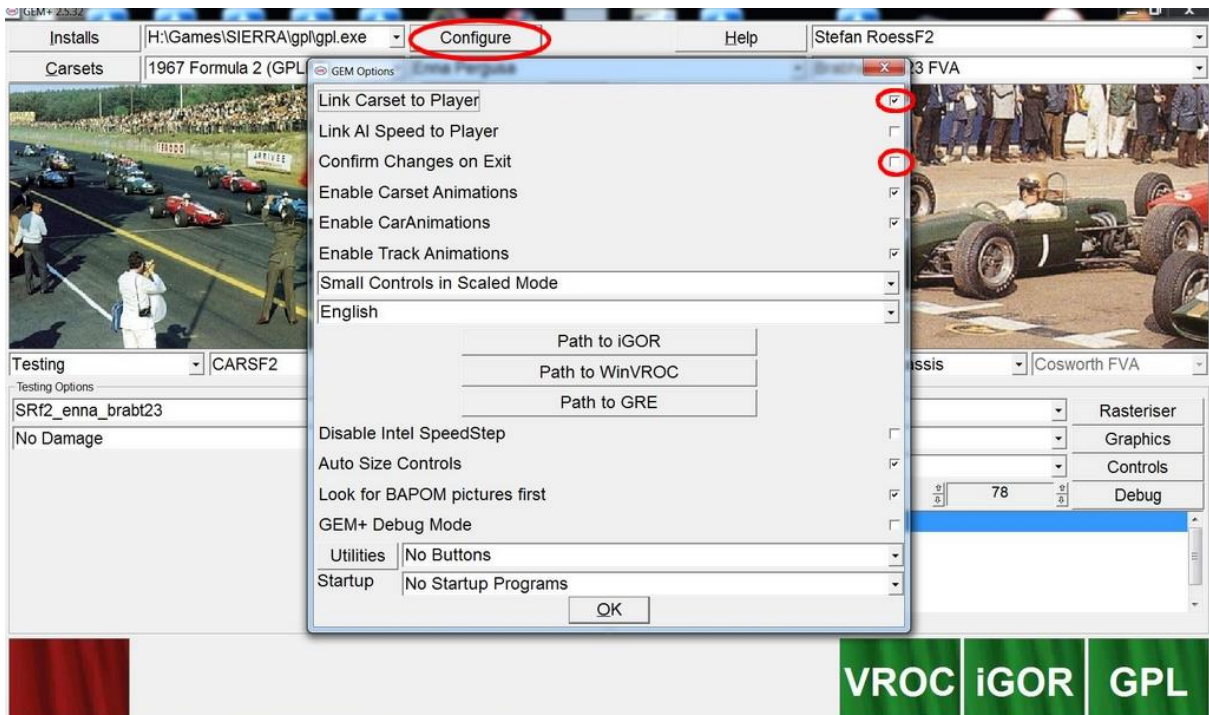 GEM+ 2.5.32
Installs H:\Games\SIERRA\gpl\gpl.exe Configure Help Stefan RoessF2
Carsets 1967 Formula 2 (GPL Enna Pergusa 23 FVA
GEM Options
Link Carset to Player
Link AI Speed to Player
Confirm Changes on Exit
Enable Carset Animations
Enable CarAnimations
Enable Track Animations
Small Controls in Scaled Mode
English
Path to iGOR
Testing CARSF2 Path to WinVROC Cosworth FVA
Testing Options
SRf2_enna_brabt23 Path to GRE Rasteriser
No Damage Disable Intel SpeedStep Graphics
Auto Size Controls Controls
Look for BAPOM pictures first 78 Debug
GEM+ Debug Mode
Utilities No Buttons
Startup No Startup Programs
OK
VROC iGOR GPL